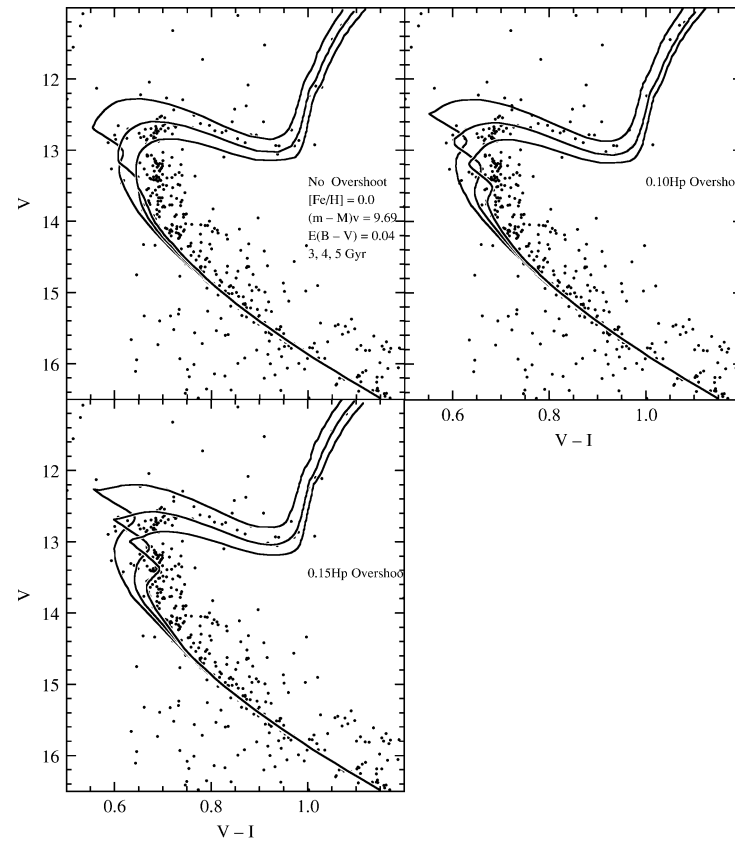 12
13
14
15
16
V
No Overshoot
[Fe/H] = 0.0
(m – M)v = 9.69
E(B – V) = 0.04
3, 4, 5 Gyr
0.10Hp Oversho
0.6 0.8 1.0
V – I
12
13
14
15
16
V
0.15Hp Overshoo
0.6 0.8 1.0
V – I